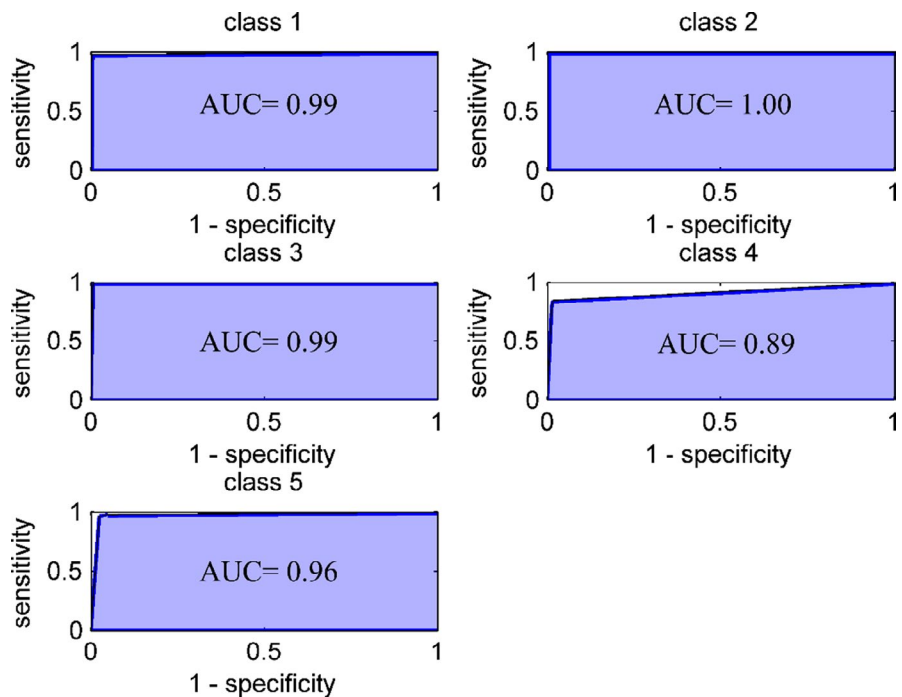 class 1
sensitivity
1
0.5
0
AUC= 0.99
0
0.5
1
1 - specificity
class 2
sensitivity
1
0.5
0
AUC= 1.00
0
0.5
1
1 - specificity
class 3
sensitivity
1
0.5
0
AUC= 0.99
0
0.5
1
1 - specificity
class 4
sensitivity
1
0.5
0
AUC= 0.89
0
0.5
1
1 - specificity
class 5
sensitivity
1
0.5
0
AUC= 0.96
0
0.5
1
1 - specificity